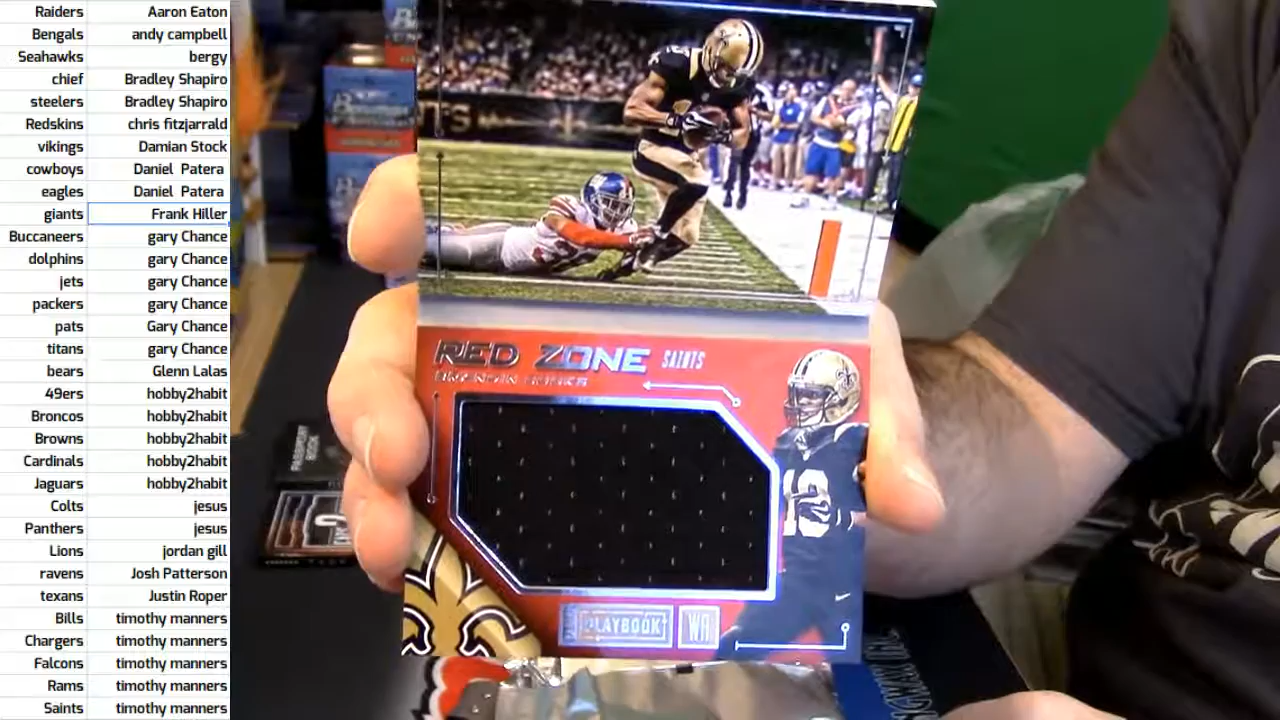 Raiders Aaron Eaton
Bengals andy campbell
Seahawks bergy
chief Bradley Shapiro
steelers Bradley Shapiro
Redskins chris fitzjarrald
vikings Damian Stock
cowboys Daniel Patera
eagles Daniel Patera
giants Frank Hiller
Buccaneers gary Chance
dolphins gary Chance
jets gary Chance
packers gary Chance
pats Gary Chance
titans gary Chance
bears Glenn Lalas
49ers hobby2habit
Broncos hobby2habit
Browns hobby2habit
Cardinals hobby2habit
Jaguars hobby2habit
Colts jesus
Panthers jesus
Lions jordan gill
ravens Josh Patterson
texans Justin Roper
Bills timothy manners
Chargers timothy manners
Falcons timothy manners
Rams timothy manners
Saints timothy manners
RED ZONE SAINTS
PLAYBOOK WR